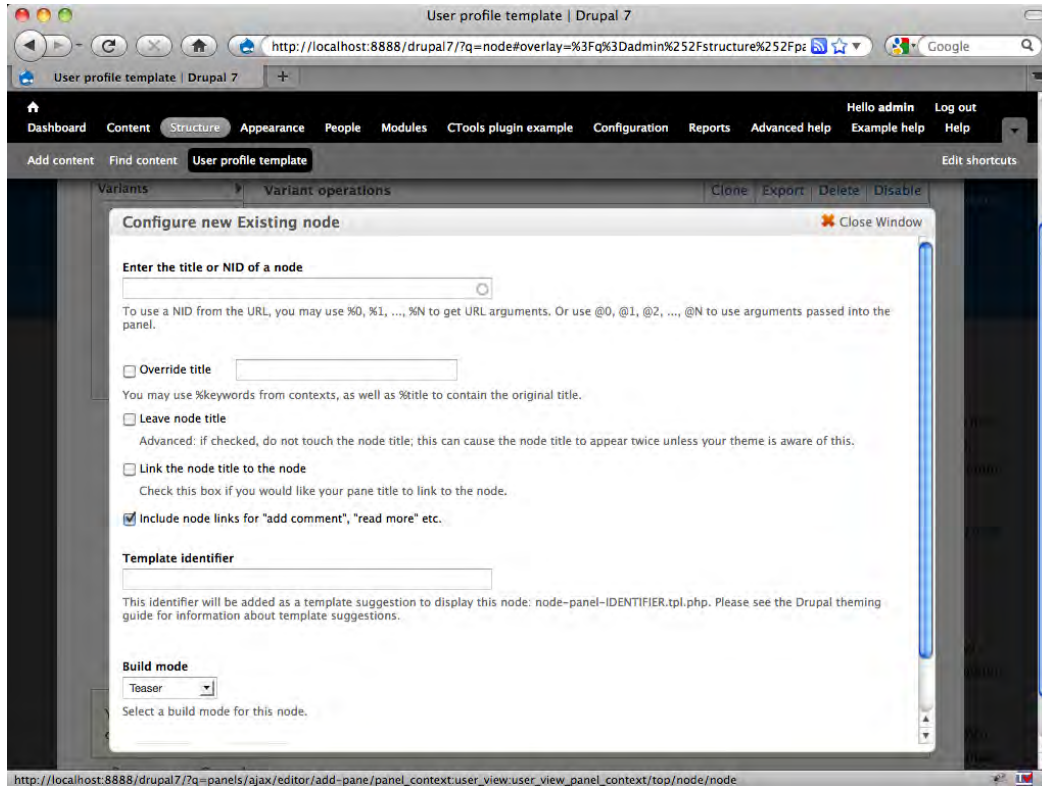 User profile template | Drupal 7
http://localhost:8888/drupal7/?q=node#overlay=%3Fq%3Dadmin%252Fstructure%252Fpa
Google
User profile template | Drupal 7
Hello admin Log out
Dashboard Content Structure Appearance People Modules CTools plugin example Configuration Reports Advanced help Example help Help
Add content Find content User profile template Edit shortcuts
Variants Variant operations Clone Export Delete Disable
Configure new Existing node Close Window
Enter the title or NID of a node
To use a NID from the URL, you may use %0, %1, ..., %N to get URL arguments. Or use @0, @1, @2, ..., @N to use arguments passed into the
panel.
Override title
You may use %keywords from contexts, as well as %title to contain the original title.
Leave node title
Advanced: if checked, do not touch the node title; this can cause the node title to appear twice unless your theme is aware of this.
Link the node title to the node
Check this box if you would like your pane title to link to the node.
Include node links for "add comment", "read more" etc.
Template identifier
This identifier will be added as a template suggestion to display this node: node-panel-IDENTIFIER.tpl.php. Please see the Drupal theming
guide for information about template suggestions.
Build mode
Teaser
Select a build mode for this node.
http://localhost:8888/drupal7/?q=panels/ajax/editor/add-pane/panel_context:user_view:user_view_panel_context/top/node/node